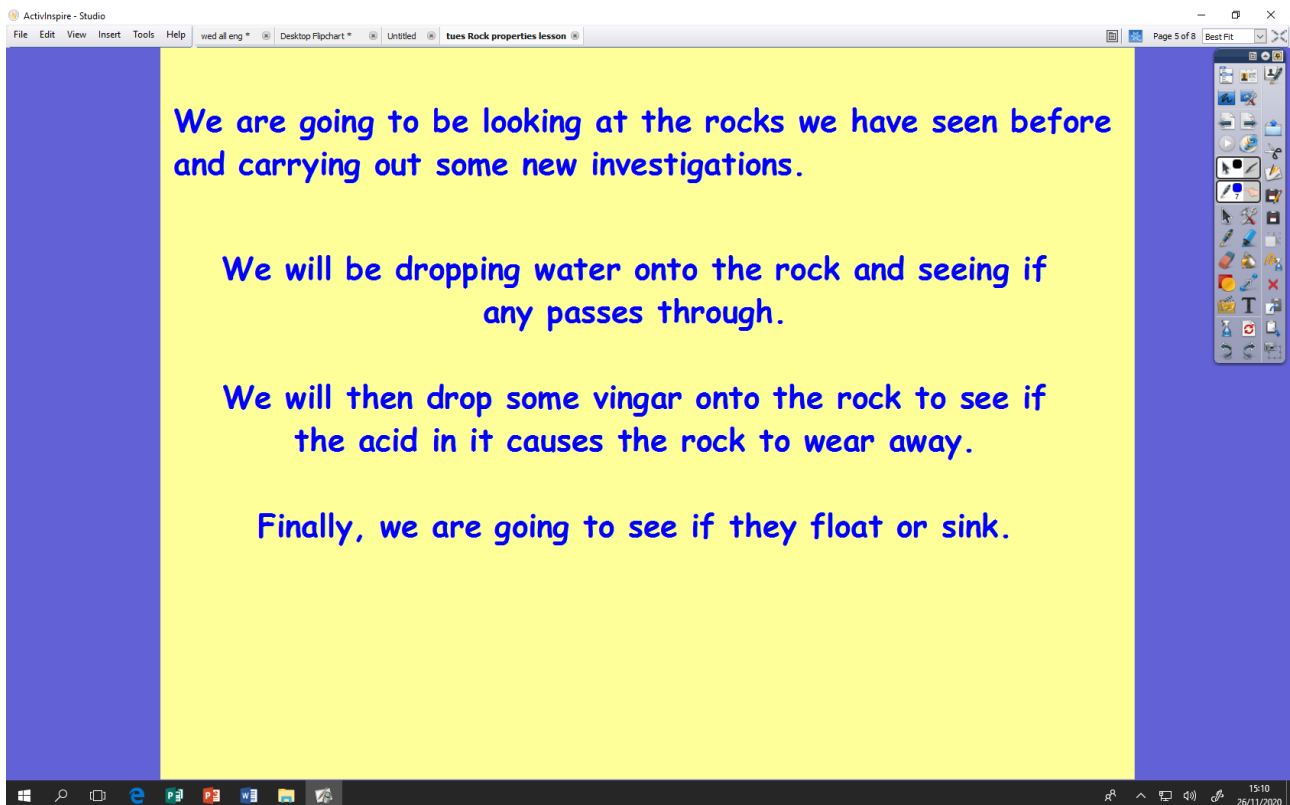 ActivInspire - Studio
File Edit View Insert Tools Help wed all eng * Desktop Flipchart * Untitled tues Rock properties lesson Page 5 of 8 Best Fit
We are going to be looking at the rocks we have seen before
and carrying out some new investigations.
We will be dropping water onto the rock and seeing if
any passes through.
We will then drop some vingar onto the rock to see if
the acid in it causes the rock to wear away.
Finally, we are going to see if they float or sink.
7
T
15:10
26/11/2020